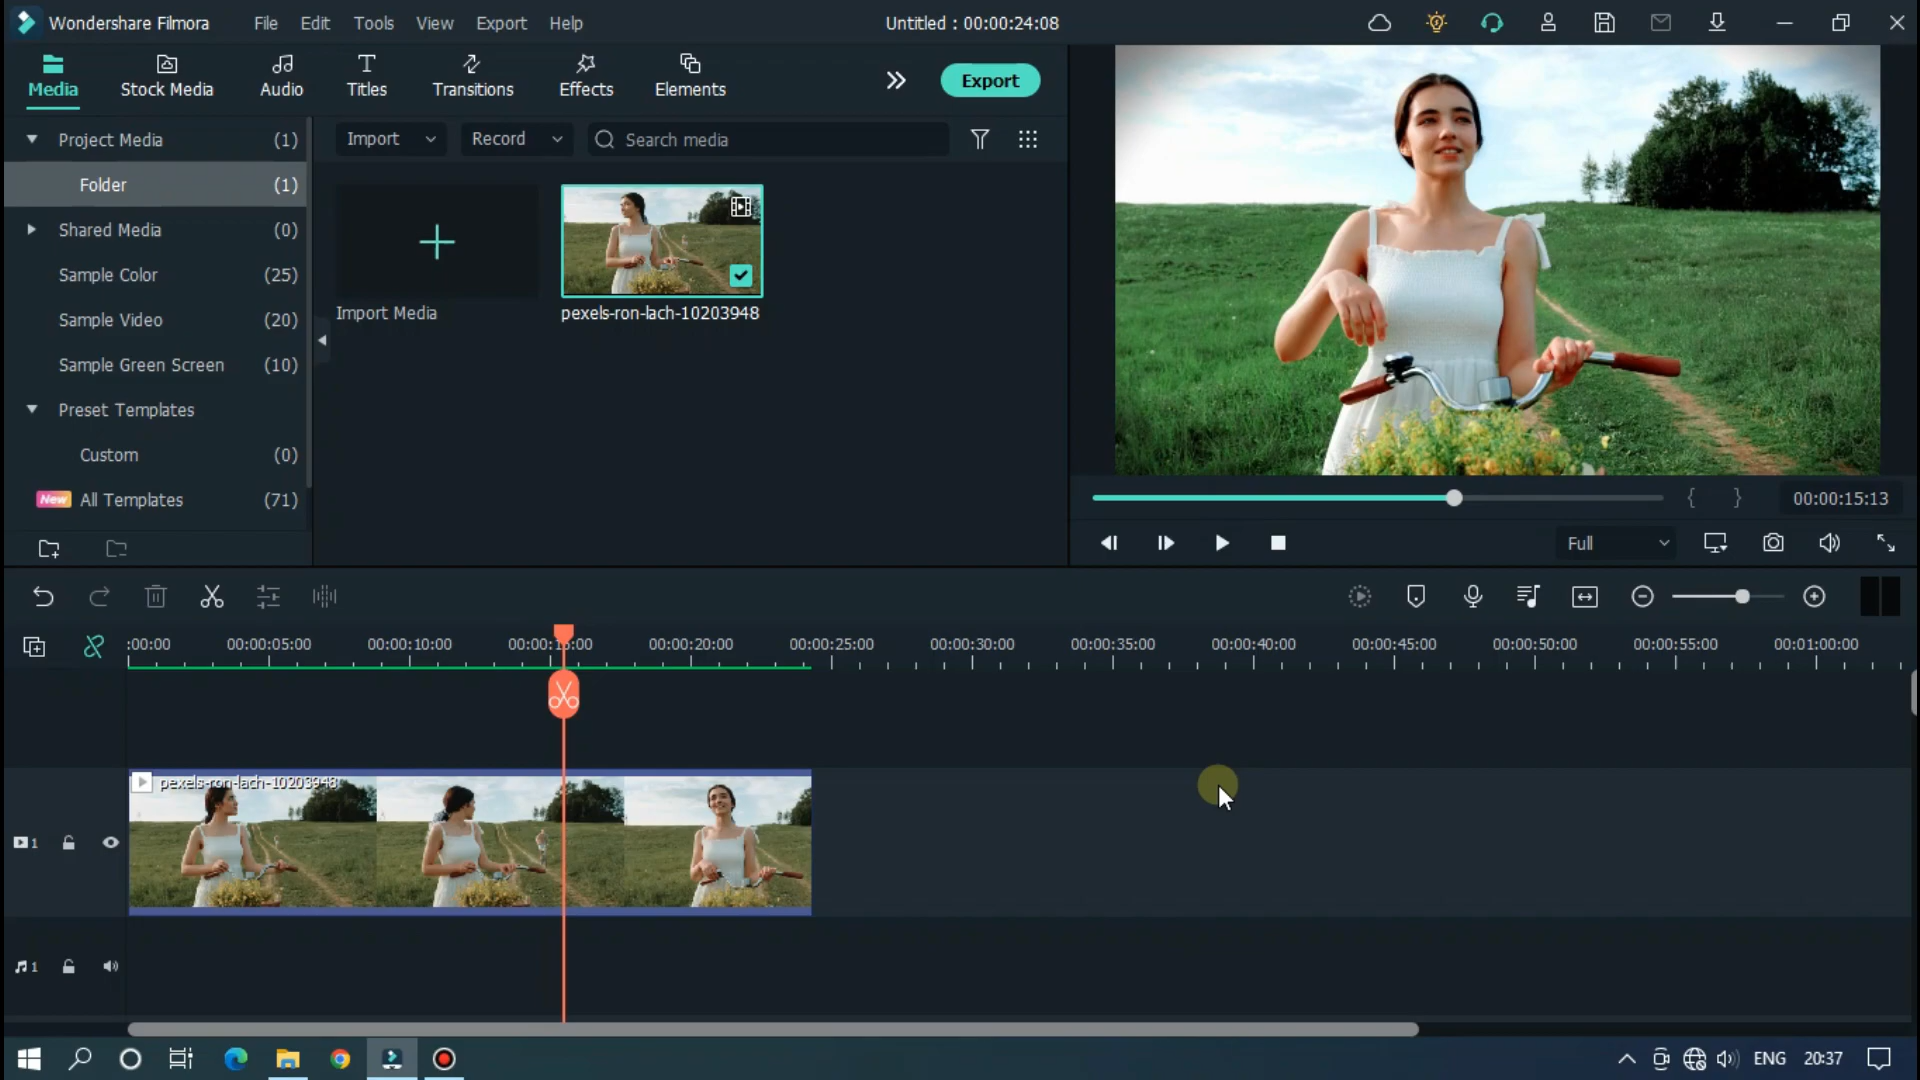 Wondershare Filmora File Edit Tools View Export Help Untitled : 00:00:24:08
Media Stock Media Audio Titles Transitions Effects Elements Export
Project Media (1)
Folder (1)
Shared Media (0)
Sample Color (25)
Sample Video (20)
Sample Green Screen (10)
Preset Templates
Custom (0)
New All Templates (71)
Import Record Search media
Import Media pexels-ron-lach-10203948
{ } 00:00:15:13
Full
:00:00 00:00:05:00 00:00:10:00 00:00:15:00 00:00:20:00 00:00:25:00 00:00:30:00 00:00:35:00 00:00:40:00 00:00:45:00 00:00:50:00 00:00:55:00 00:01:00:00
pexels-ron-lach-10203948
1
1
ENG 20:37